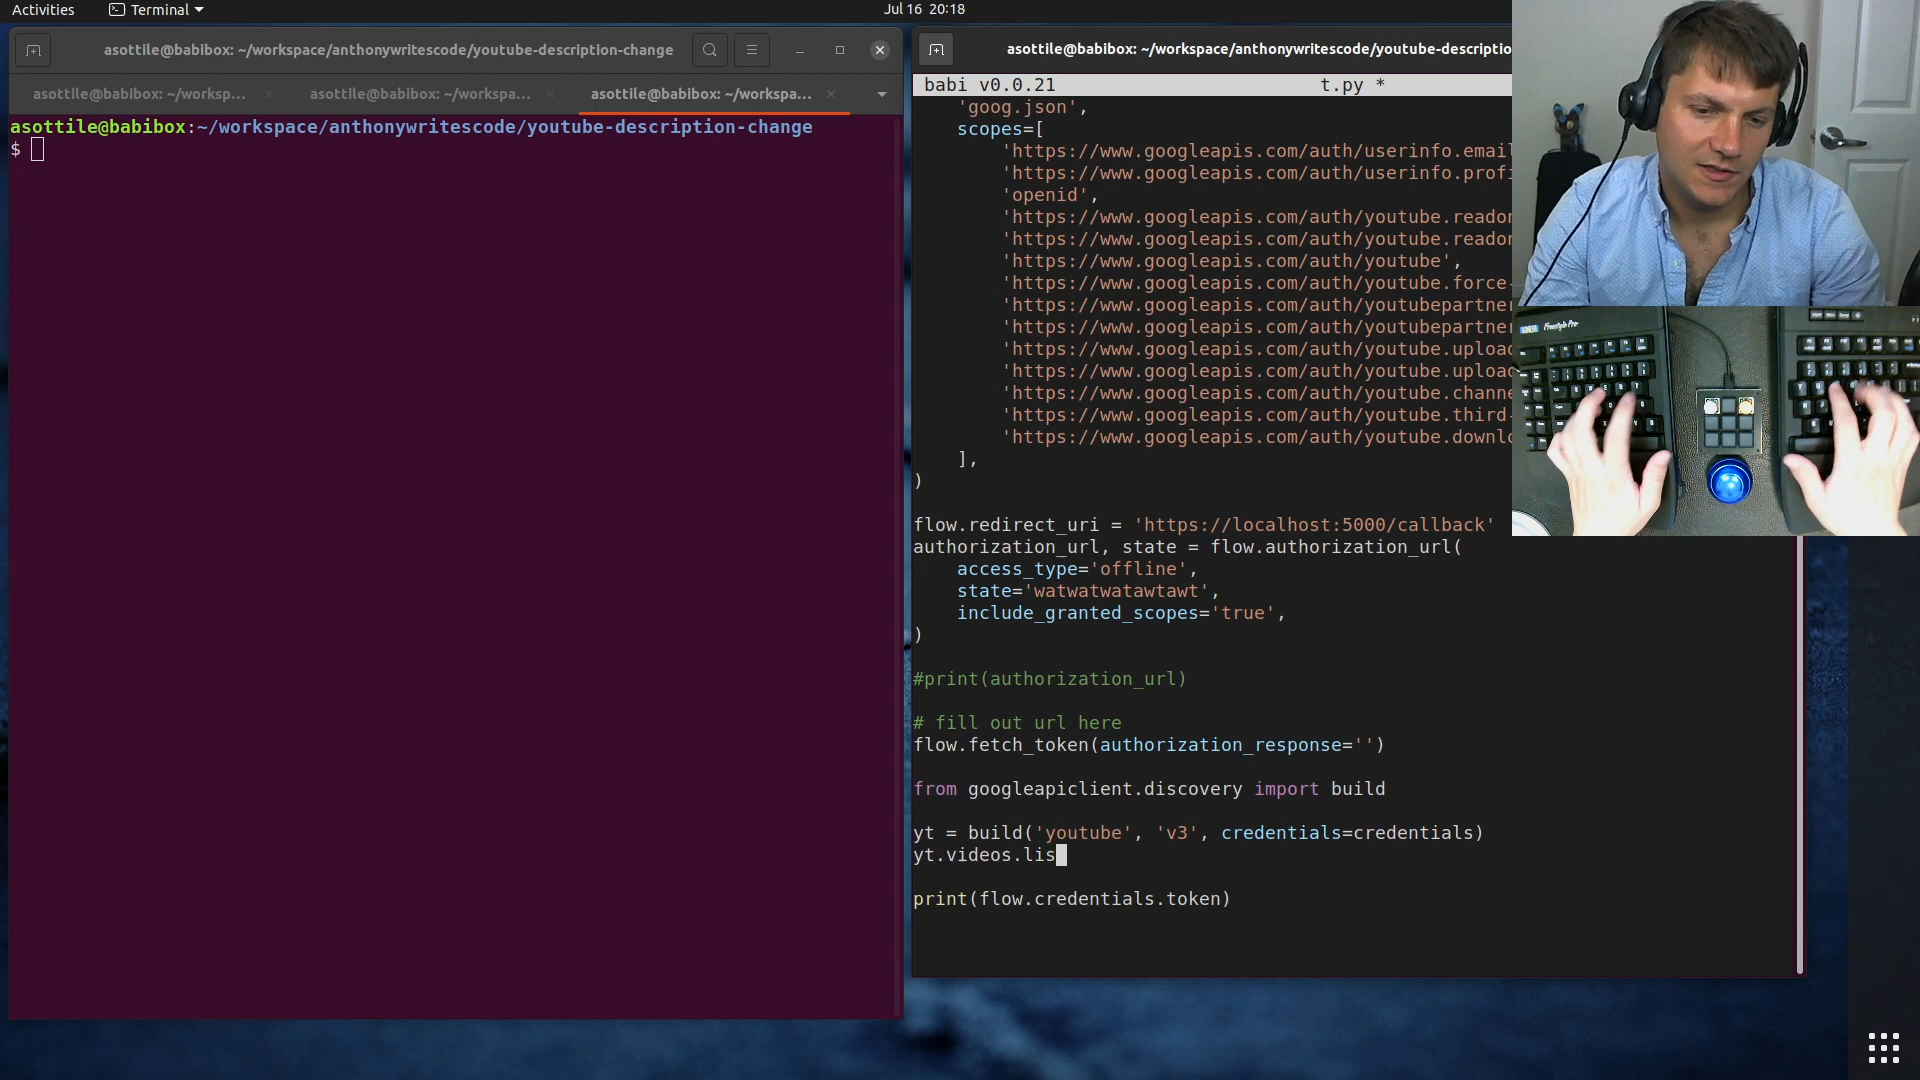 Activities
Terminal
Jul 16 20:18
asottile@babibox: ~/workspace/anthonywritescode/youtube-description-change
asottile@babibox: ~/worksp...
asottile@babibox: ~/workspa...
asottile@babibox: ~/workspa...
asottile@babibox:~/workspace/anthonywritescode/youtube-description-change
$
asottile@babibox: ~/workspace/anthonywritescode/youtube-descriptio
babi v0.0.21 t.py *
'goog.json',
scopes=[
'https://www.googleapis.com/auth/userinfo.email
'https://www.googleapis.com/auth/userinfo.profi
'openid',
'https://www.googleapis.com/auth/youtube.reador
'https://www.googleapis.com/auth/youtube.reador
'https://www.googleapis.com/auth/youtube',
'https://www.googleapis.com/auth/youtube.force-
'https://www.googleapis.com/auth/youtubepartner
'https://www.googleapis.com/auth/youtubepartner
'https://www.googleapis.com/auth/youtube.upload
'https://www.googleapis.com/auth/youtube.upload
'https://www.googleapis.com/auth/youtube.channe
'https://www.googleapis.com/auth/youtube.third-
'https://www.googleapis.com/auth/youtube.downlo
],
)
flow.redirect_uri = 'https://localhost:5000/callback'
authorization_url, state = flow.authorization_url(
access_type='offline',
state='watwatwatawtawt',
include_granted_scopes='true',
)
#print(authorization_url)
# fill out url here
flow.fetch_token(authorization_response='')
from googleapiclient.discovery import build
yt = build('youtube', 'v3', credentials=credentials)
yt.videos.lis
print(flow.credentials.token)
Freestyle Pro